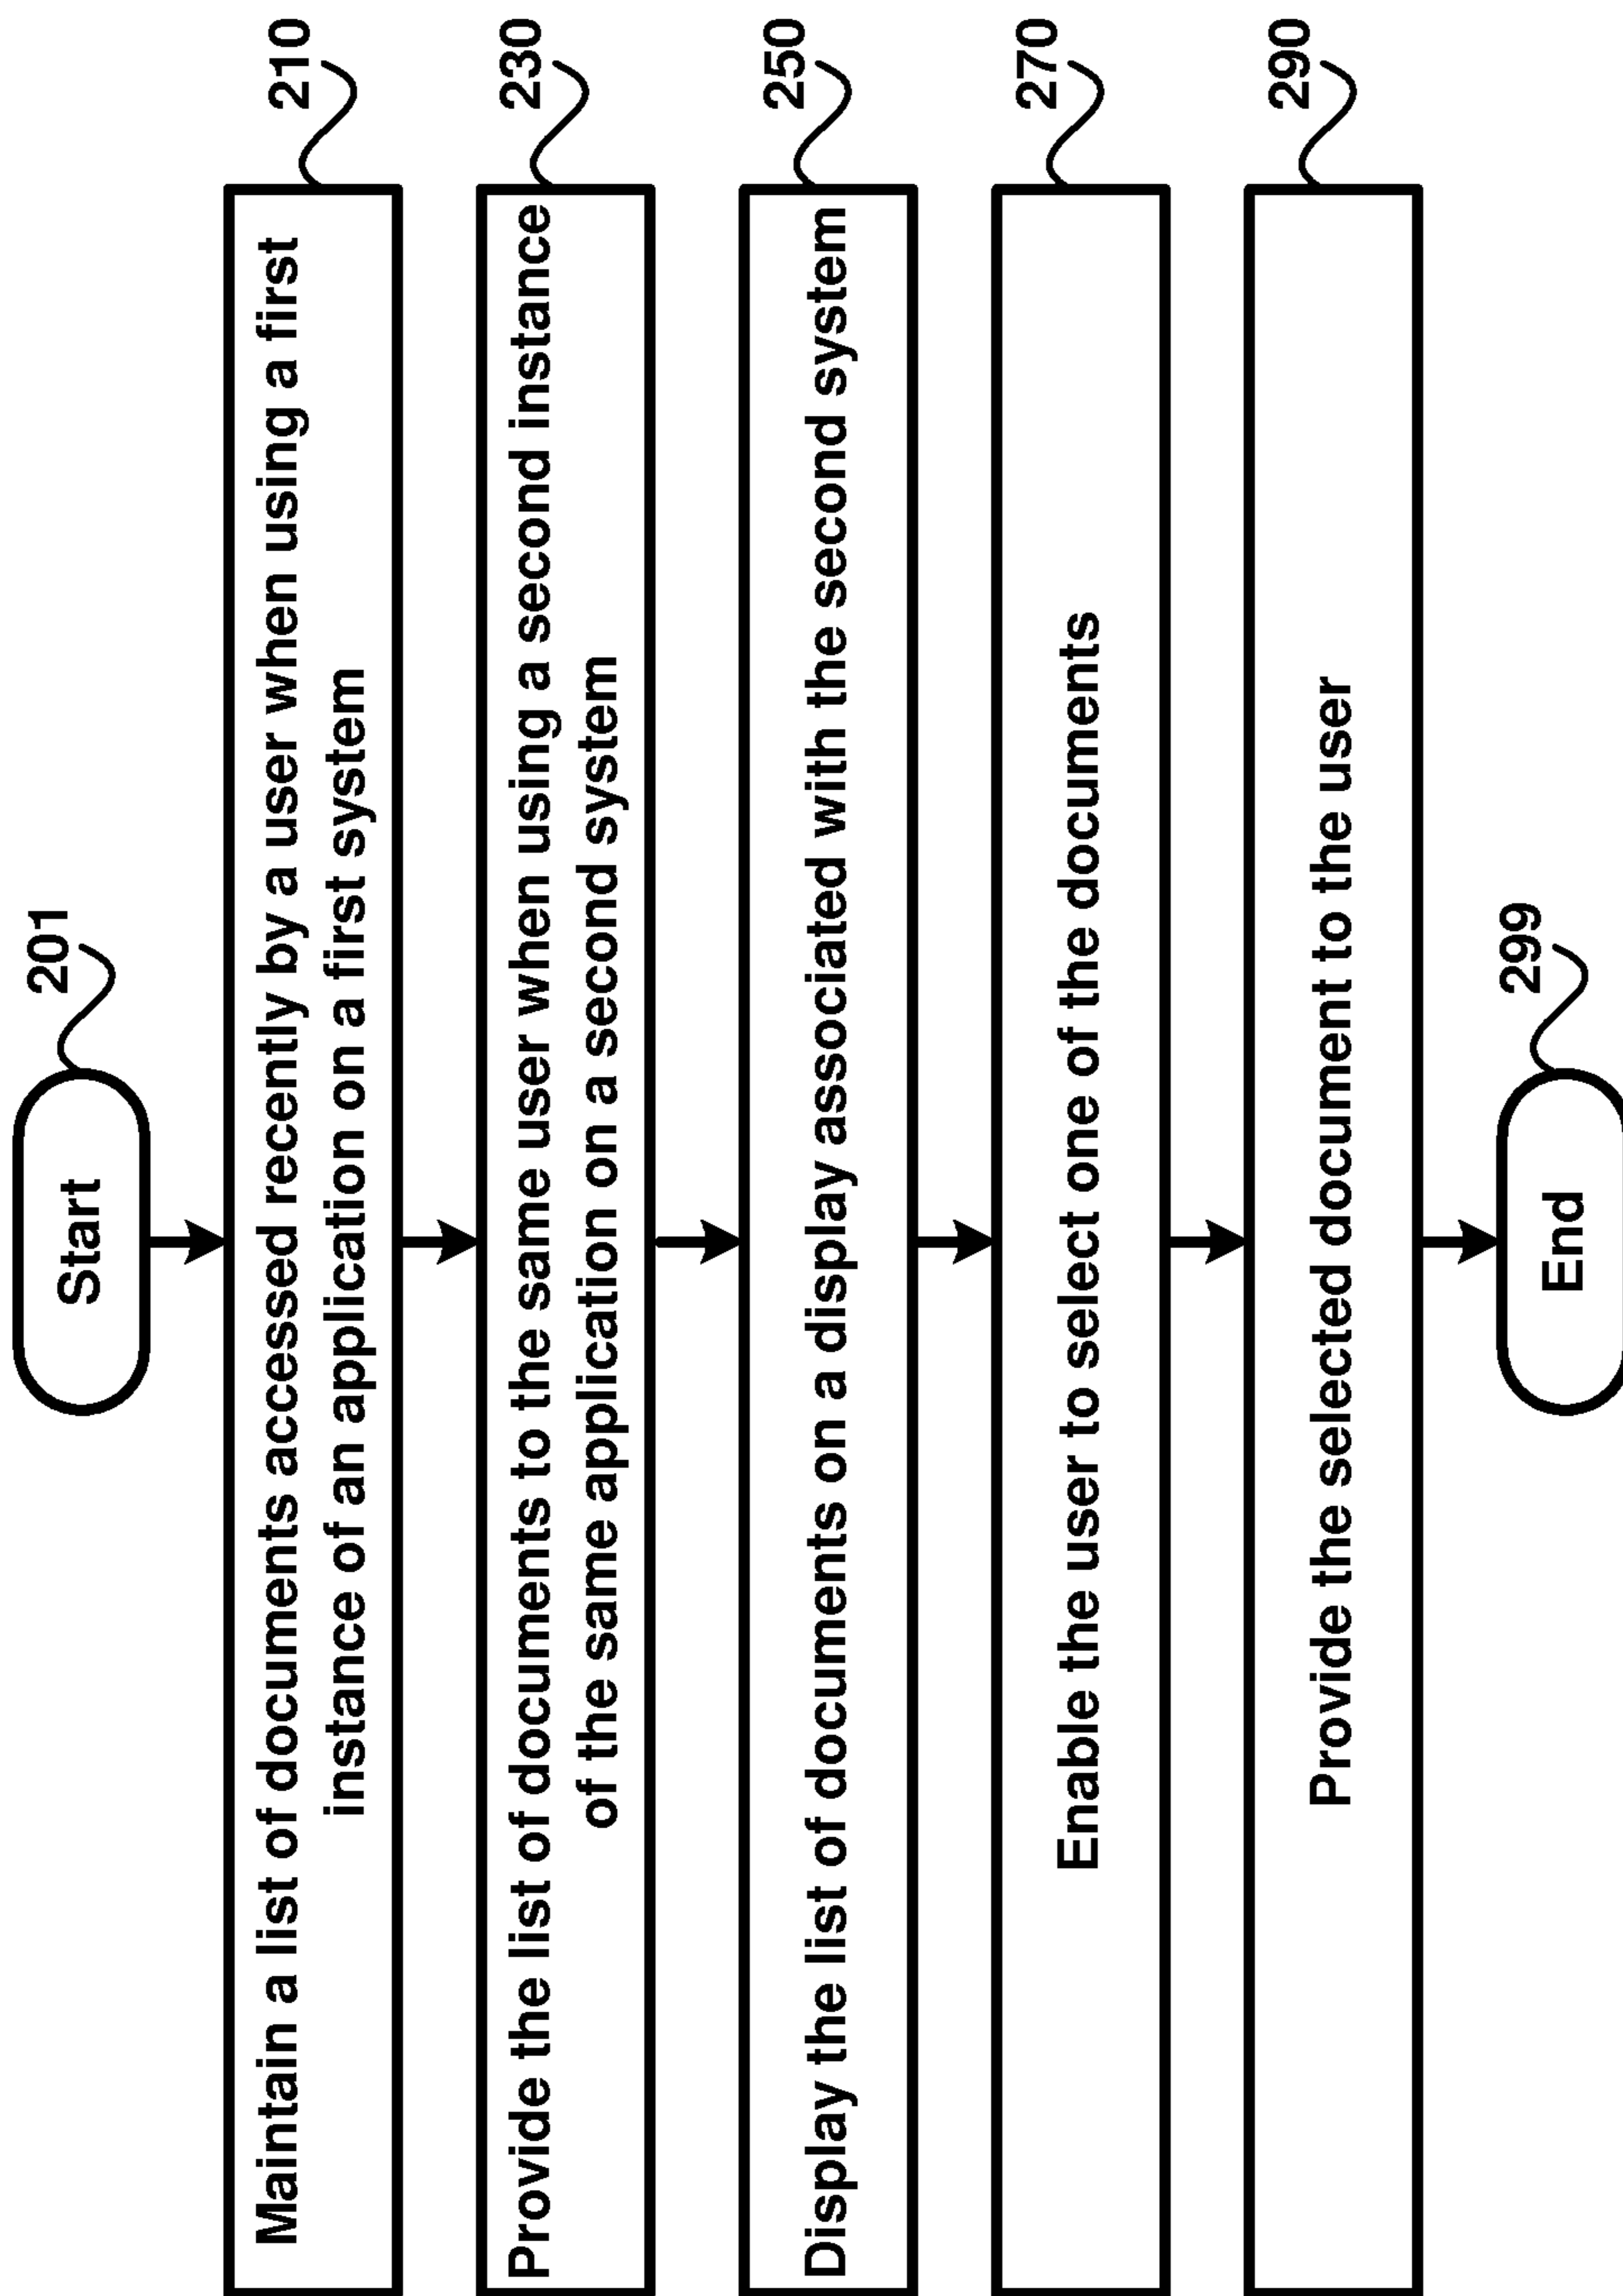 Start
201
Maintain a list of documents accessed recently by a user when using a first
instance of an application on a first system
210
Provide the list of documents to the same user when using a second instance
of the same application on a second system
230
Display the list of documents on a display associated with the second system
250
Enable the user to select one of the documents
270
Provide the selected document to the user
290
End
299